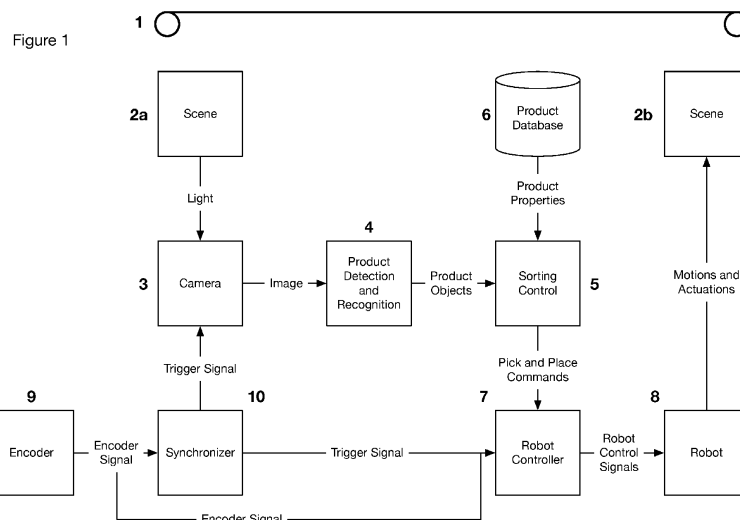 1
Figure 1
2a
Scene
6
Product
Database
2b
Scene
Light
Product
Properties
4
3
Camera
Image
Product
Detection
and
Recognition
Product
Objects
Sorting
Control
5
Motions and
Actuations
Trigger Signal
Pick and Place
Commands
9
10
7
8
Encoder
Encoder
Signal
Synchronizer
Trigger Signal
Robot
Controller
Robot
Control
Signals
Robot
Encoder Signal